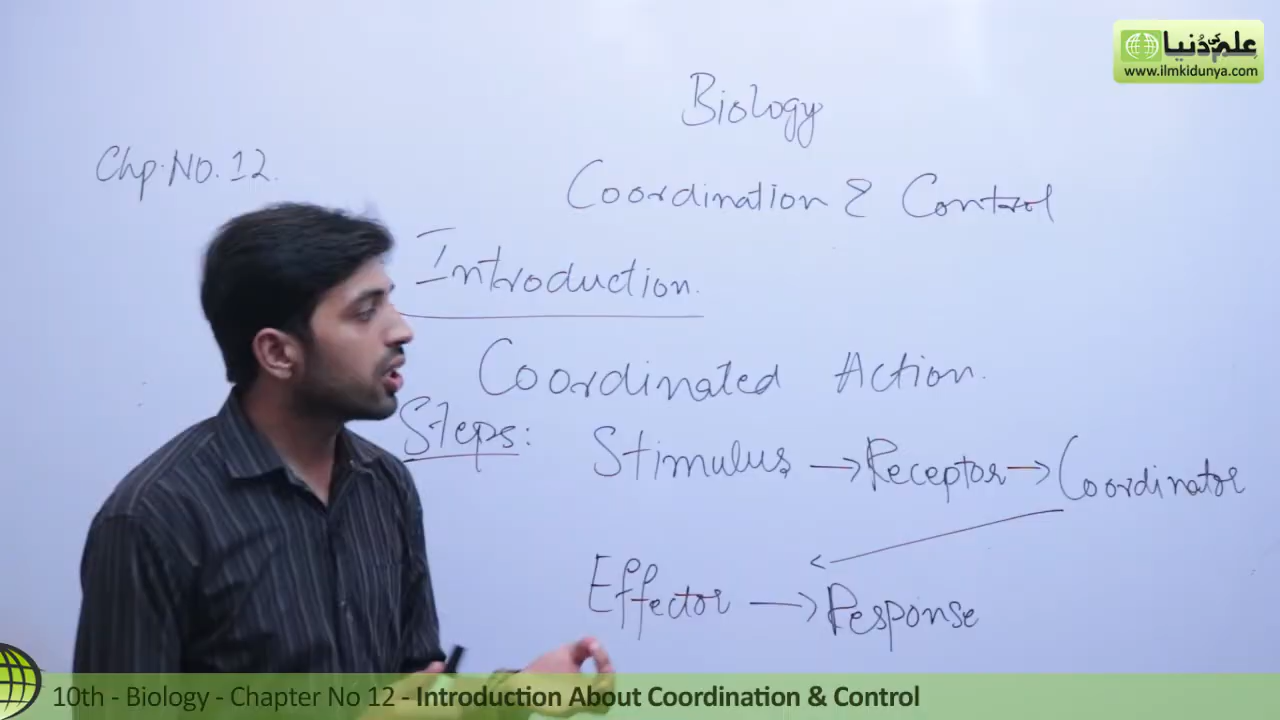 علم کی دُنیا
www.ilmkidunya.com
Biology
Chp. No. 12.
Coordination & Control
Introduction.
Coordinated Action.
Steps: Stimulus → Receptor → Coordinator
Effector → Response
10th - Biology - Chapter No 12 - Introduction About Coordination & Control